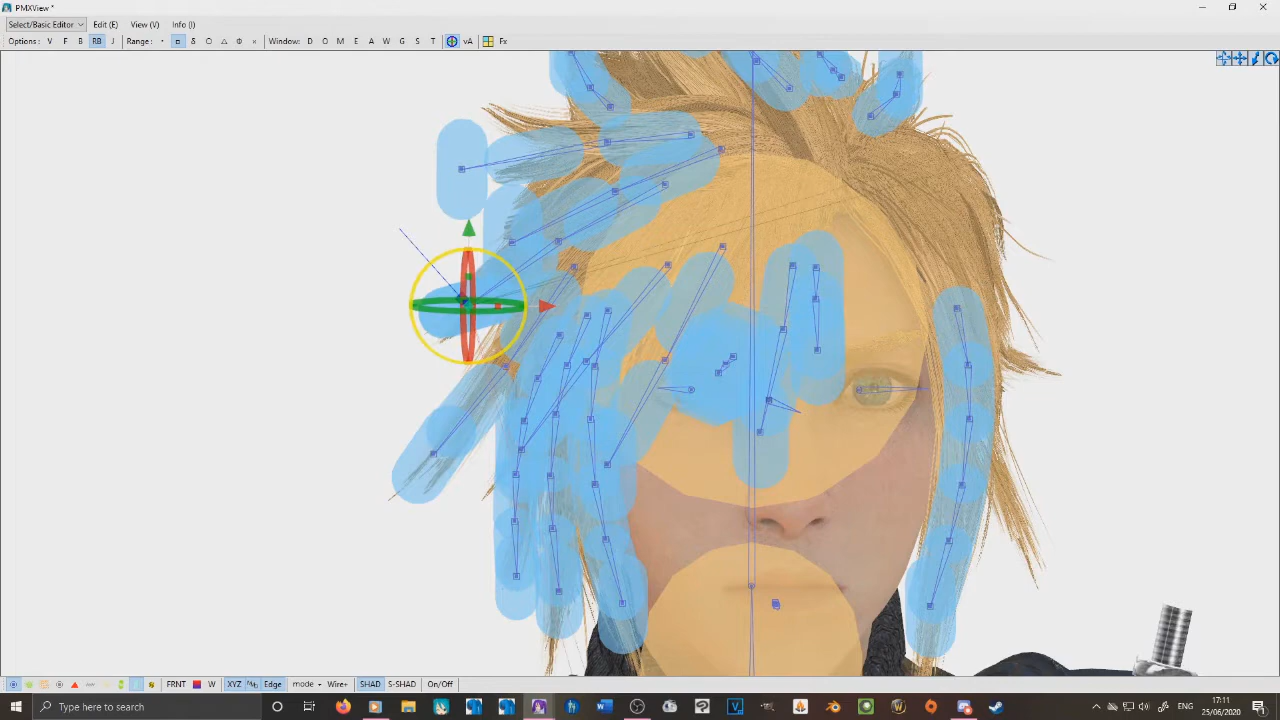 PMXView *
Select/Basic Editor Edit (E) View (V) Info (I)
Options: V F B RB J Range: Window: D O M E A W G S T vA Fx
FRNT W XYZ Edge mode Wire+ SHAD S-SHAD On/Off
Type here to search ENG 17:11
25/06/2020